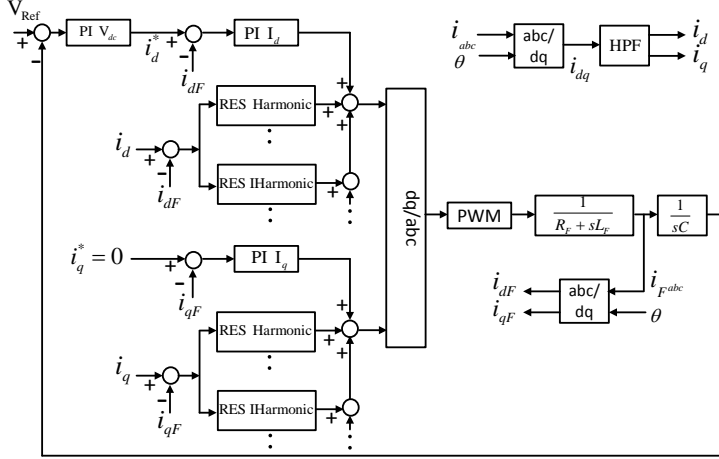 V_Ref
+
−
PI V_dc
i_d^*
+
−
i_dF
PI I_d
i_abc
θ
abc/
dq
i_dq
HPF
i_d
i_q
RES Harmonic
+
+
+
+
i_d
+
−
i_dF
RES IHarmonic
+
+
dq/abc
PWM
1
R_F + sL_F
1
sC
i_q^* = 0
+
−
i_qF
PI I_q
i_dF
i_qF
abc/
dq
i_F^abc
θ
RES Harmonic
+
+
+
+
i_q
+
−
i_qF
RES IHarmonic
+
+